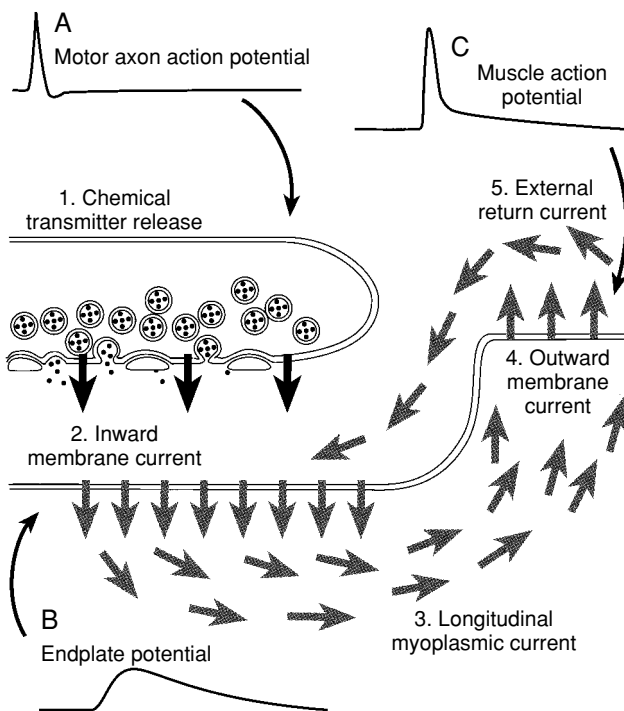 A
Motor axon action potential
C
Muscle action
potential
1. Chemical
transmitter release
5. External
return current
4. Outward
membrane
current
2. Inward
membrane current
3. Longitudinal
myoplasmic current
B
Endplate potential